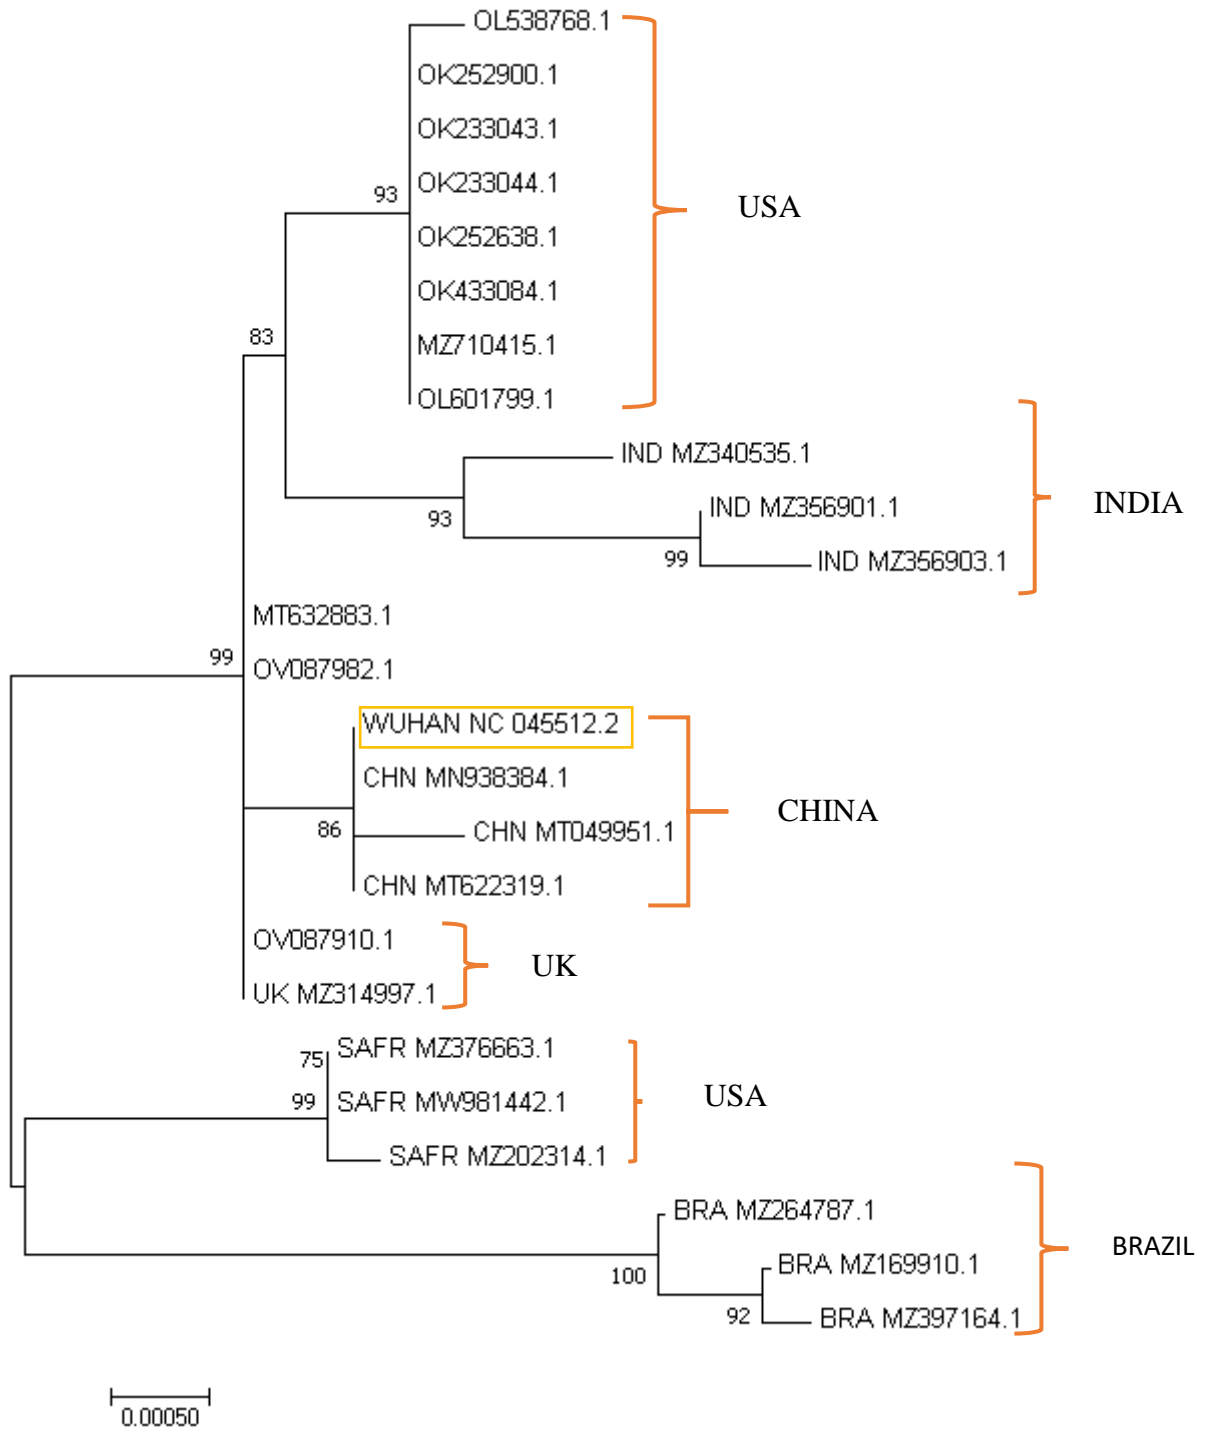 OL538768.1
OK252900.1
OK233043.1
93
OK233044.1
USA
OK252638.1
OK433084.1
83
MZ710415.1
OL601799.1
IND MZ340535.1
IND MZ356901.1
INDIA
93
99
IND MZ356903.1
MT632883.1
99
OV087982.1
WUHAN NC 045512.2
CHN MN938384.1
CHINA
86
CHN MT049951.1
CHN MT622319.1
OV087910.1
UK
UK MZ314997.1
75
SAFR MZ376663.1
99
SAFR MW981442.1
USA
SAFR MZ202314.1
BRA MZ264787.1
BRAZIL
100
BRA MZ169910.1
92
BRA MZ397164.1
0.00050